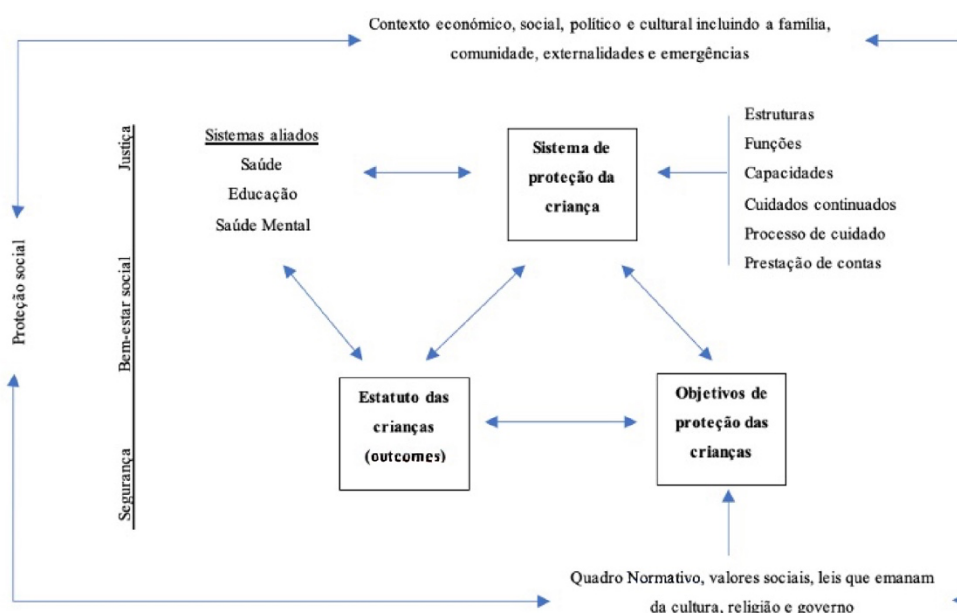 Contexto económico, social, político e cultural incluindo a família,
comunidade, externalidades e emergências
Proteção social
Justiça
Bem-estar social
Segurança
Sistemas aliados
Saúde
Educação
Saúde Mental
Sistema de
proteção da
criança
Estruturas
Funções
Capacidades
Cuidados continuados
Processo de cuidado
Prestação de contas
Estatuto das
crianças
(outcomes)
Objetivos de
proteção das
crianças
Quadro Normativo, valores sociais, leis que emanam
da cultura, religião e governo